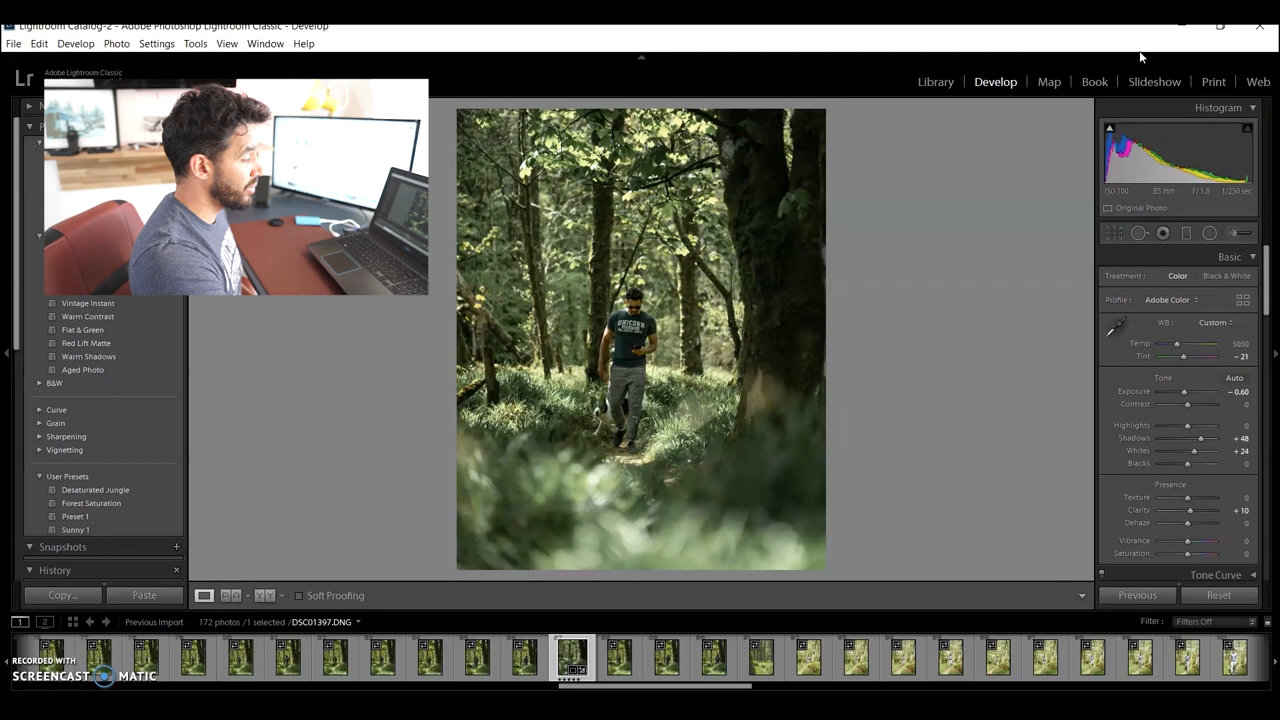 Lightroom Catalog-2 - Adobe Photoshop Lightroom Classic - Develop
File Edit Develop Photo Settings Tools View Window Help
Lr
Adobe Lightroom Classic
Library | Develop | Map | Book | Slideshow | Print | Web
Histogram
ISO 100 85 mm f / 1.8 1/250 sec
Original Photo
Basic
Treatment : Color Black & White
Profile : Adobe Color
WB : Custom
Temp 5050
Tint – 21
Tone Auto
Exposure – 0.60
Contrast 0
Highlights 0
Shadows + 48
Whites + 24
Blacks 0
Presence
Texture 0
Clarity + 10
Dehaze 0
Vibrance 0
Saturation 0
Tone Curve
Previous Reset
Vintage Instant
Warm Contrast
Flat & Green
Red Lift Matte
Warm Shadows
Aged Photo
B&W
Curve
Grain
Sharpening
Vignetting
User Presets
Desaturated Jungle
Forest Saturation
Preset 1
Sunny 1
Snapshots +
History ×
Copy... Paste
UNICORN
Soft Proofing
1 2 Previous Import 172 photos /1 selected /DSC01397.DNG
Filter : Filters Off
RECORDED WITH
SCREENCAST MATIC